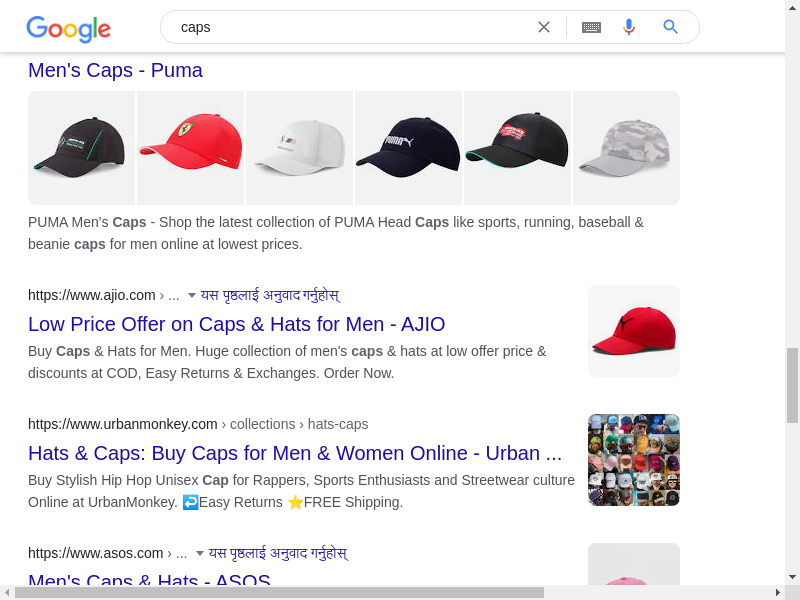 Google
caps
Men's Caps - Puma
PUMA
PUMA Men's Caps - Shop the latest collection of PUMA Head Caps like sports, running, baseball &
beanie caps for men online at lowest prices.
https://www.ajio.com › ... यस पृष्ठलाई अनुवाद गर्नुहोस्
Low Price Offer on Caps & Hats for Men - AJIO
Buy Caps & Hats for Men. Huge collection of men's caps & hats at low offer price &
discounts at COD, Easy Returns & Exchanges. Order Now.
https://www.urbanmonkey.com › collections › hats-caps
Hats & Caps: Buy Caps for Men & Women Online - Urban ...
Buy Stylish Hip Hop Unisex Cap for Rappers, Sports Enthusiasts and Streetwear culture
Online at UrbanMonkey. ↩️Easy Returns ⭐FREE Shipping.
https://www.asos.com › ... यस पृष्ठलाई अनुवाद गर्नुहोस्
Men's Caps & Hats - ASOS